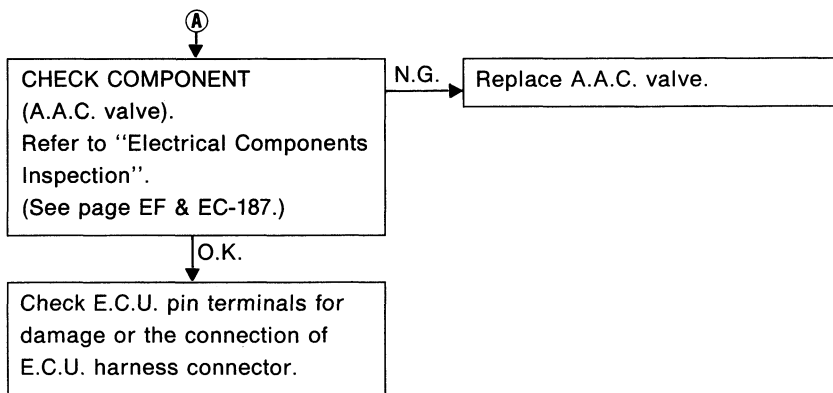 A
CHECK COMPONENT
(A.A.C. valve).
Refer to “Electrical Components
Inspection”.
(See page EF & EC-187.)
N.G.
Replace A.A.C. valve.
O.K.
Check E.C.U. pin terminals for
damage or the connection of
E.C.U. harness connector.